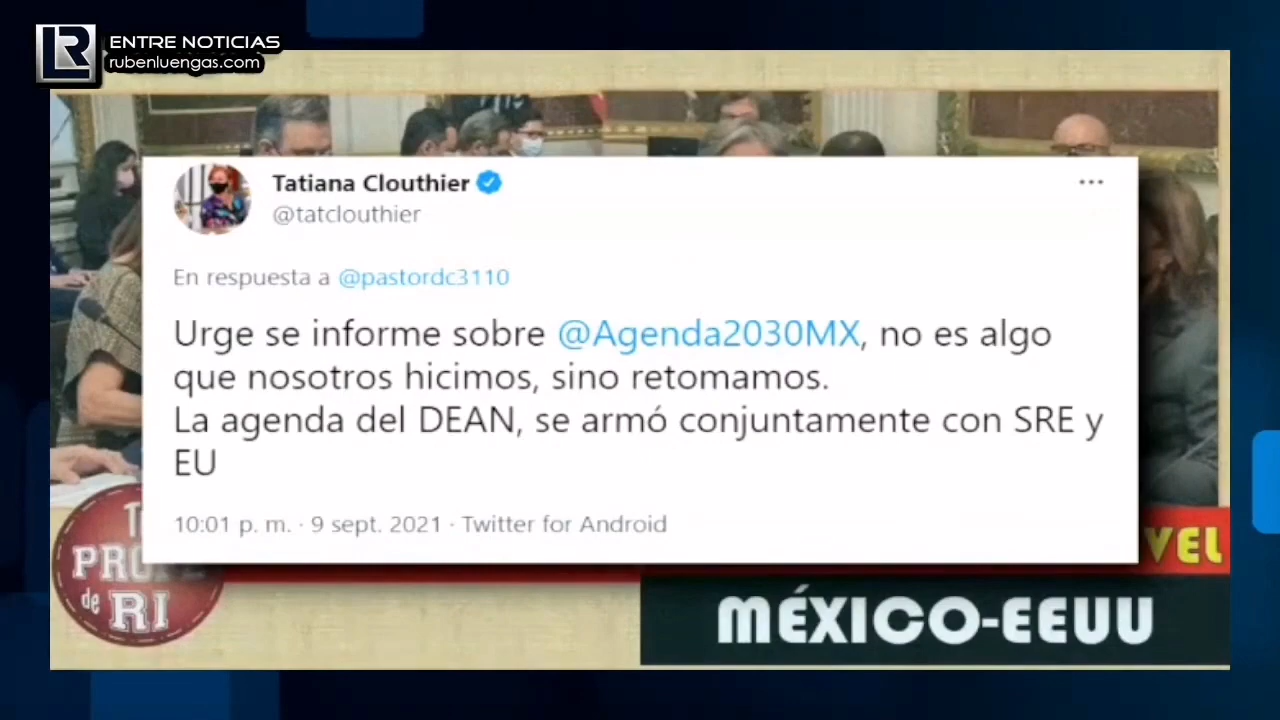 LR
ENTRE NOTICIAS
rubenluengas.com
Tatiana Clouthier
@tatclouthier
En respuesta a @pastordc3110
Urge se informe sobre @Agenda2030MX, no es algo
que nosotros hicimos, sino retomamos.
La agenda del DEAN, se armó conjuntamente con SRE y
EU
10:01 p. m. · 9 sept. 2021 · Twitter for Android
de RI
VEL
MÉXICO-EEUU